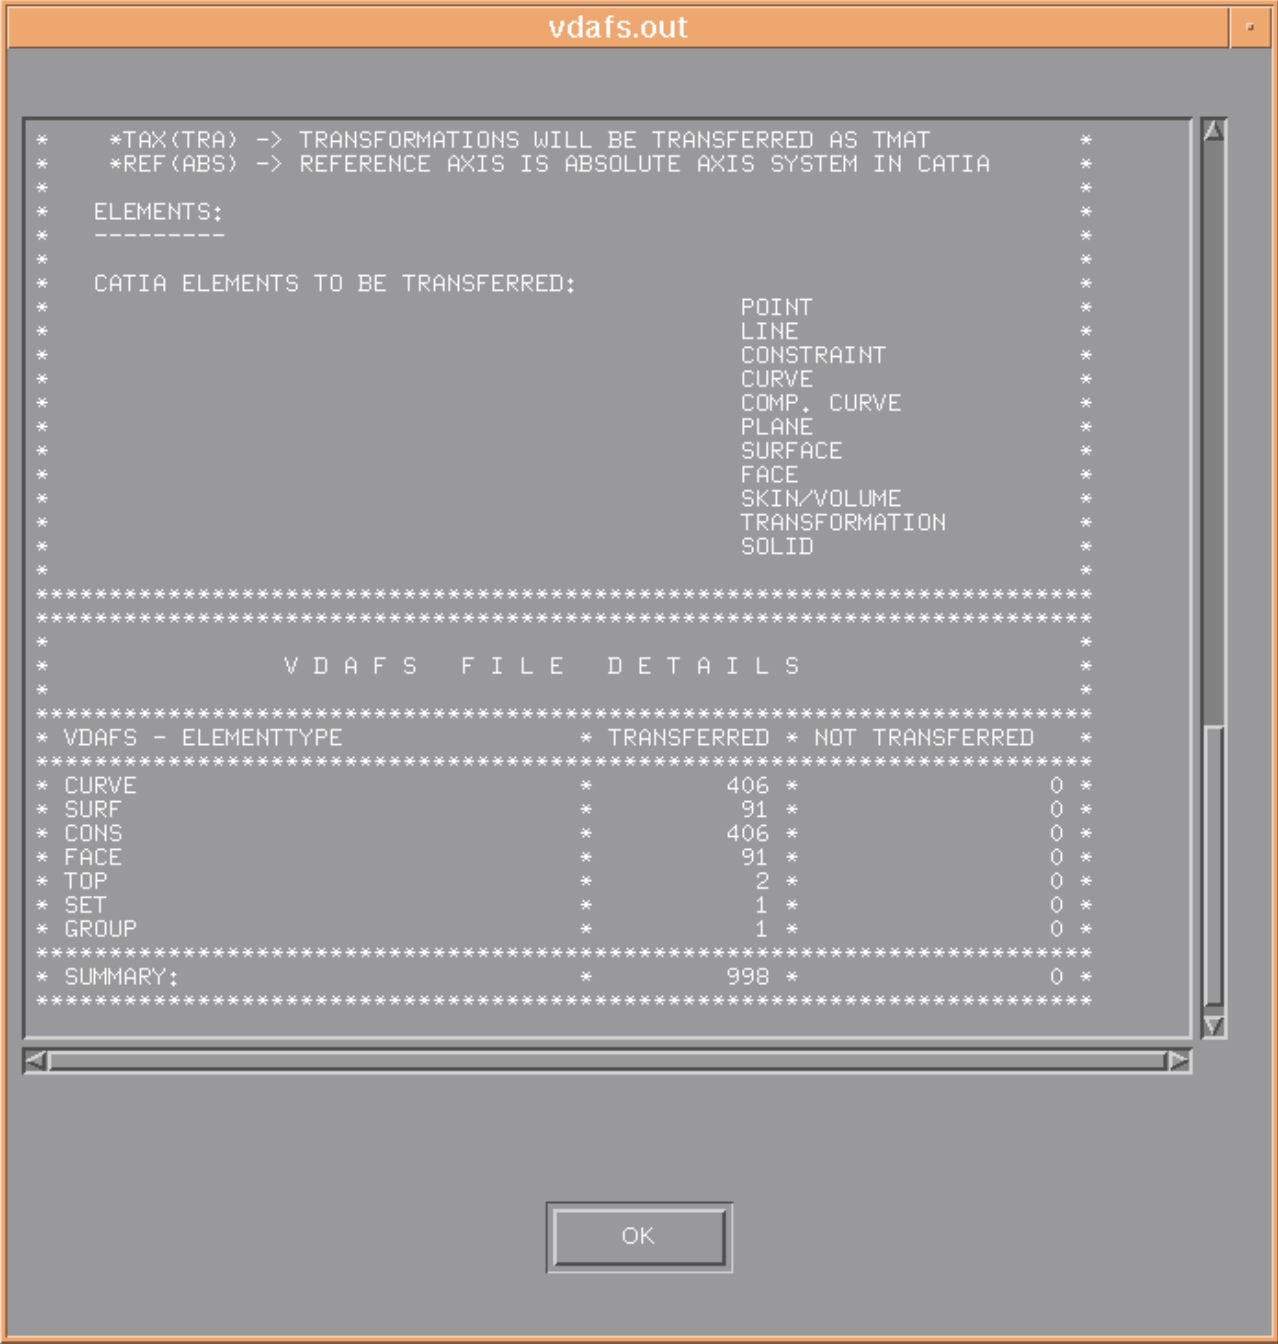 vdafs.out
*    *TAX(TRA) -> TRANSFORMATIONS WILL BE TRANSFERRED AS TMAT          *
*    *REF(ABS) -> REFERENCE AXIS IS ABSOLUTE AXIS SYSTEM IN CATIA      *
*                                                                      *
*   ELEMENTS:                                                          *
*   ---------                                                          *
*                                                                      *
*   CATIA ELEMENTS TO BE TRANSFERRED:                                  *
*                                               POINT                  *
*                                               LINE                   *
*                                               CONSTRAINT             *
*                                               CURVE                  *
*                                               COMP. CURVE            *
*                                               PLANE                  *
*                                               SURFACE                *
*                                               FACE                   *
*                                               SKIN/VOLUME            *
*                                               TRANSFORMATION         *
*                                               SOLID                  *
*                                                                      *
************************************************************************
************************************************************************
*                                                                      *
*                V D A F S   F I L E   D E T A I L S                   *
*                                                                      *
************************************************************************
* VDAFS - ELEMENTTYPE                * TRANSFERRED * NOT TRANSFERRED   *
************************************************************************
* CURVE                              *         406 *                 0 *
* SURF                               *          91 *                 0 *
* CONS                               *         406 *                 0 *
* FACE                               *          91 *                 0 *
* TOP                                *           2 *                 0 *
* SET                                *           1 *                 0 *
* GROUP                              *           1 *                 0 *
************************************************************************
* SUMMARY:                           *         998 *                 0 *
************************************************************************
OK